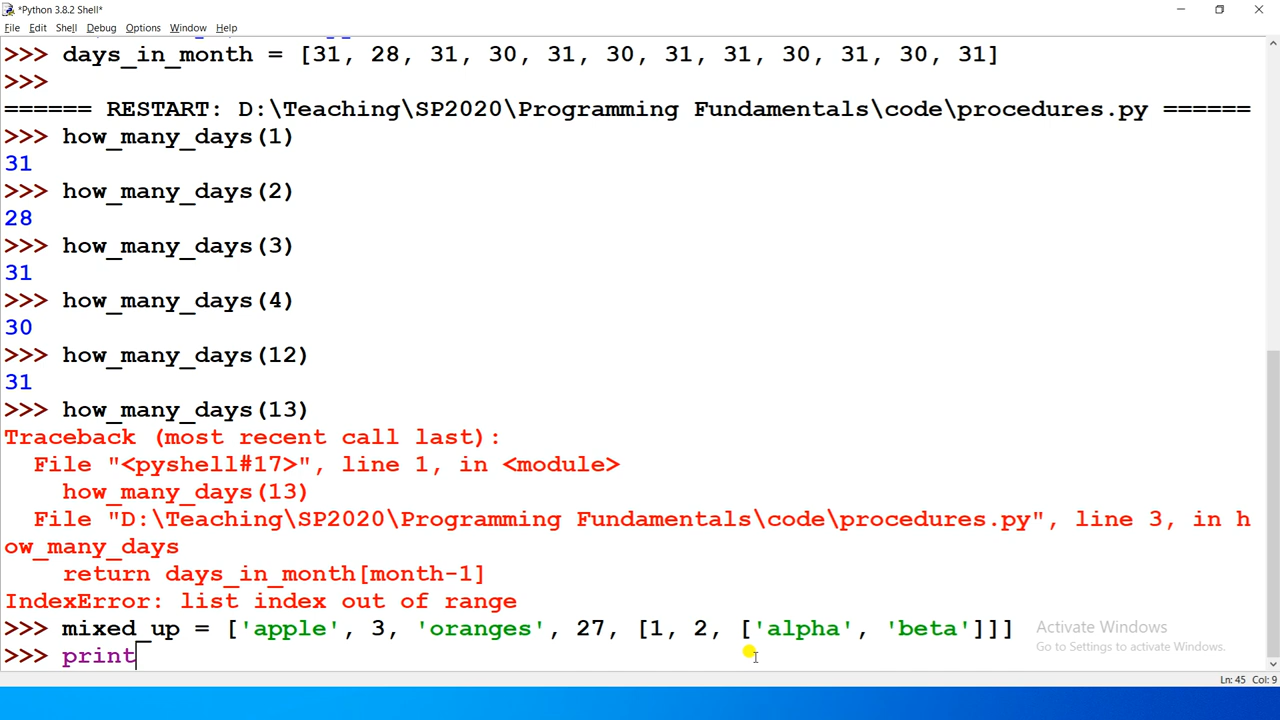 *Python 3.8.2 Shell*
File Edit Shell Debug Options Window Help
>>> days_in_month = [31, 28, 31, 30, 31, 30, 31, 31, 30, 31, 30, 31]
>>>
====== RESTART: D:\Teaching\SP2020\Programming Fundamentals\code\procedures.py ======
>>> how_many_days(1)
31
>>> how_many_days(2)
28
>>> how_many_days(3)
31
>>> how_many_days(4)
30
>>> how_many_days(12)
31
>>> how_many_days(13)
Traceback (most recent call last):
  File "<pyshell#17>", line 1, in <module>
    how_many_days(13)
  File "D:\Teaching\SP2020\Programming Fundamentals\code\procedures.py", line 3, in h
ow_many_days
    return days_in_month[month-1]
IndexError: list index out of range
>>> mixed_up = ['apple', 3, 'oranges', 27, [1, 2, ['alpha', 'beta']]]
>>> print
Activate Windows
Go to Settings to activate Windows.
Ln: 45 Col: 9